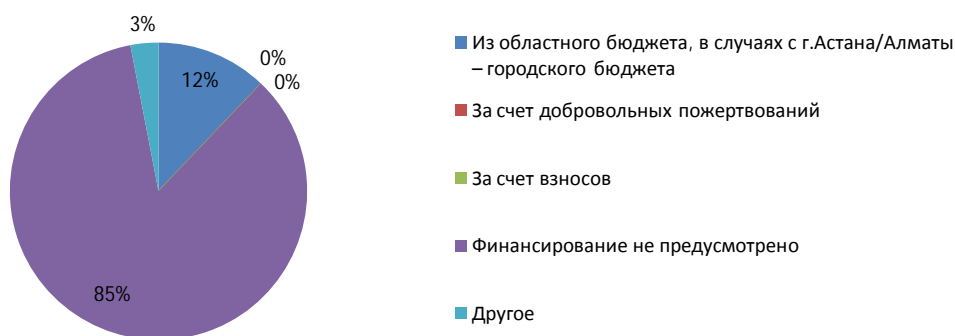 3%
0%
0%
12%
85%
Из областного бюджета, в случаях с г.Астана/Алматы
– городского бюджета
За счет добровольных пожертвований
За счет взносов
Финансирование не предусмотрено
Другое